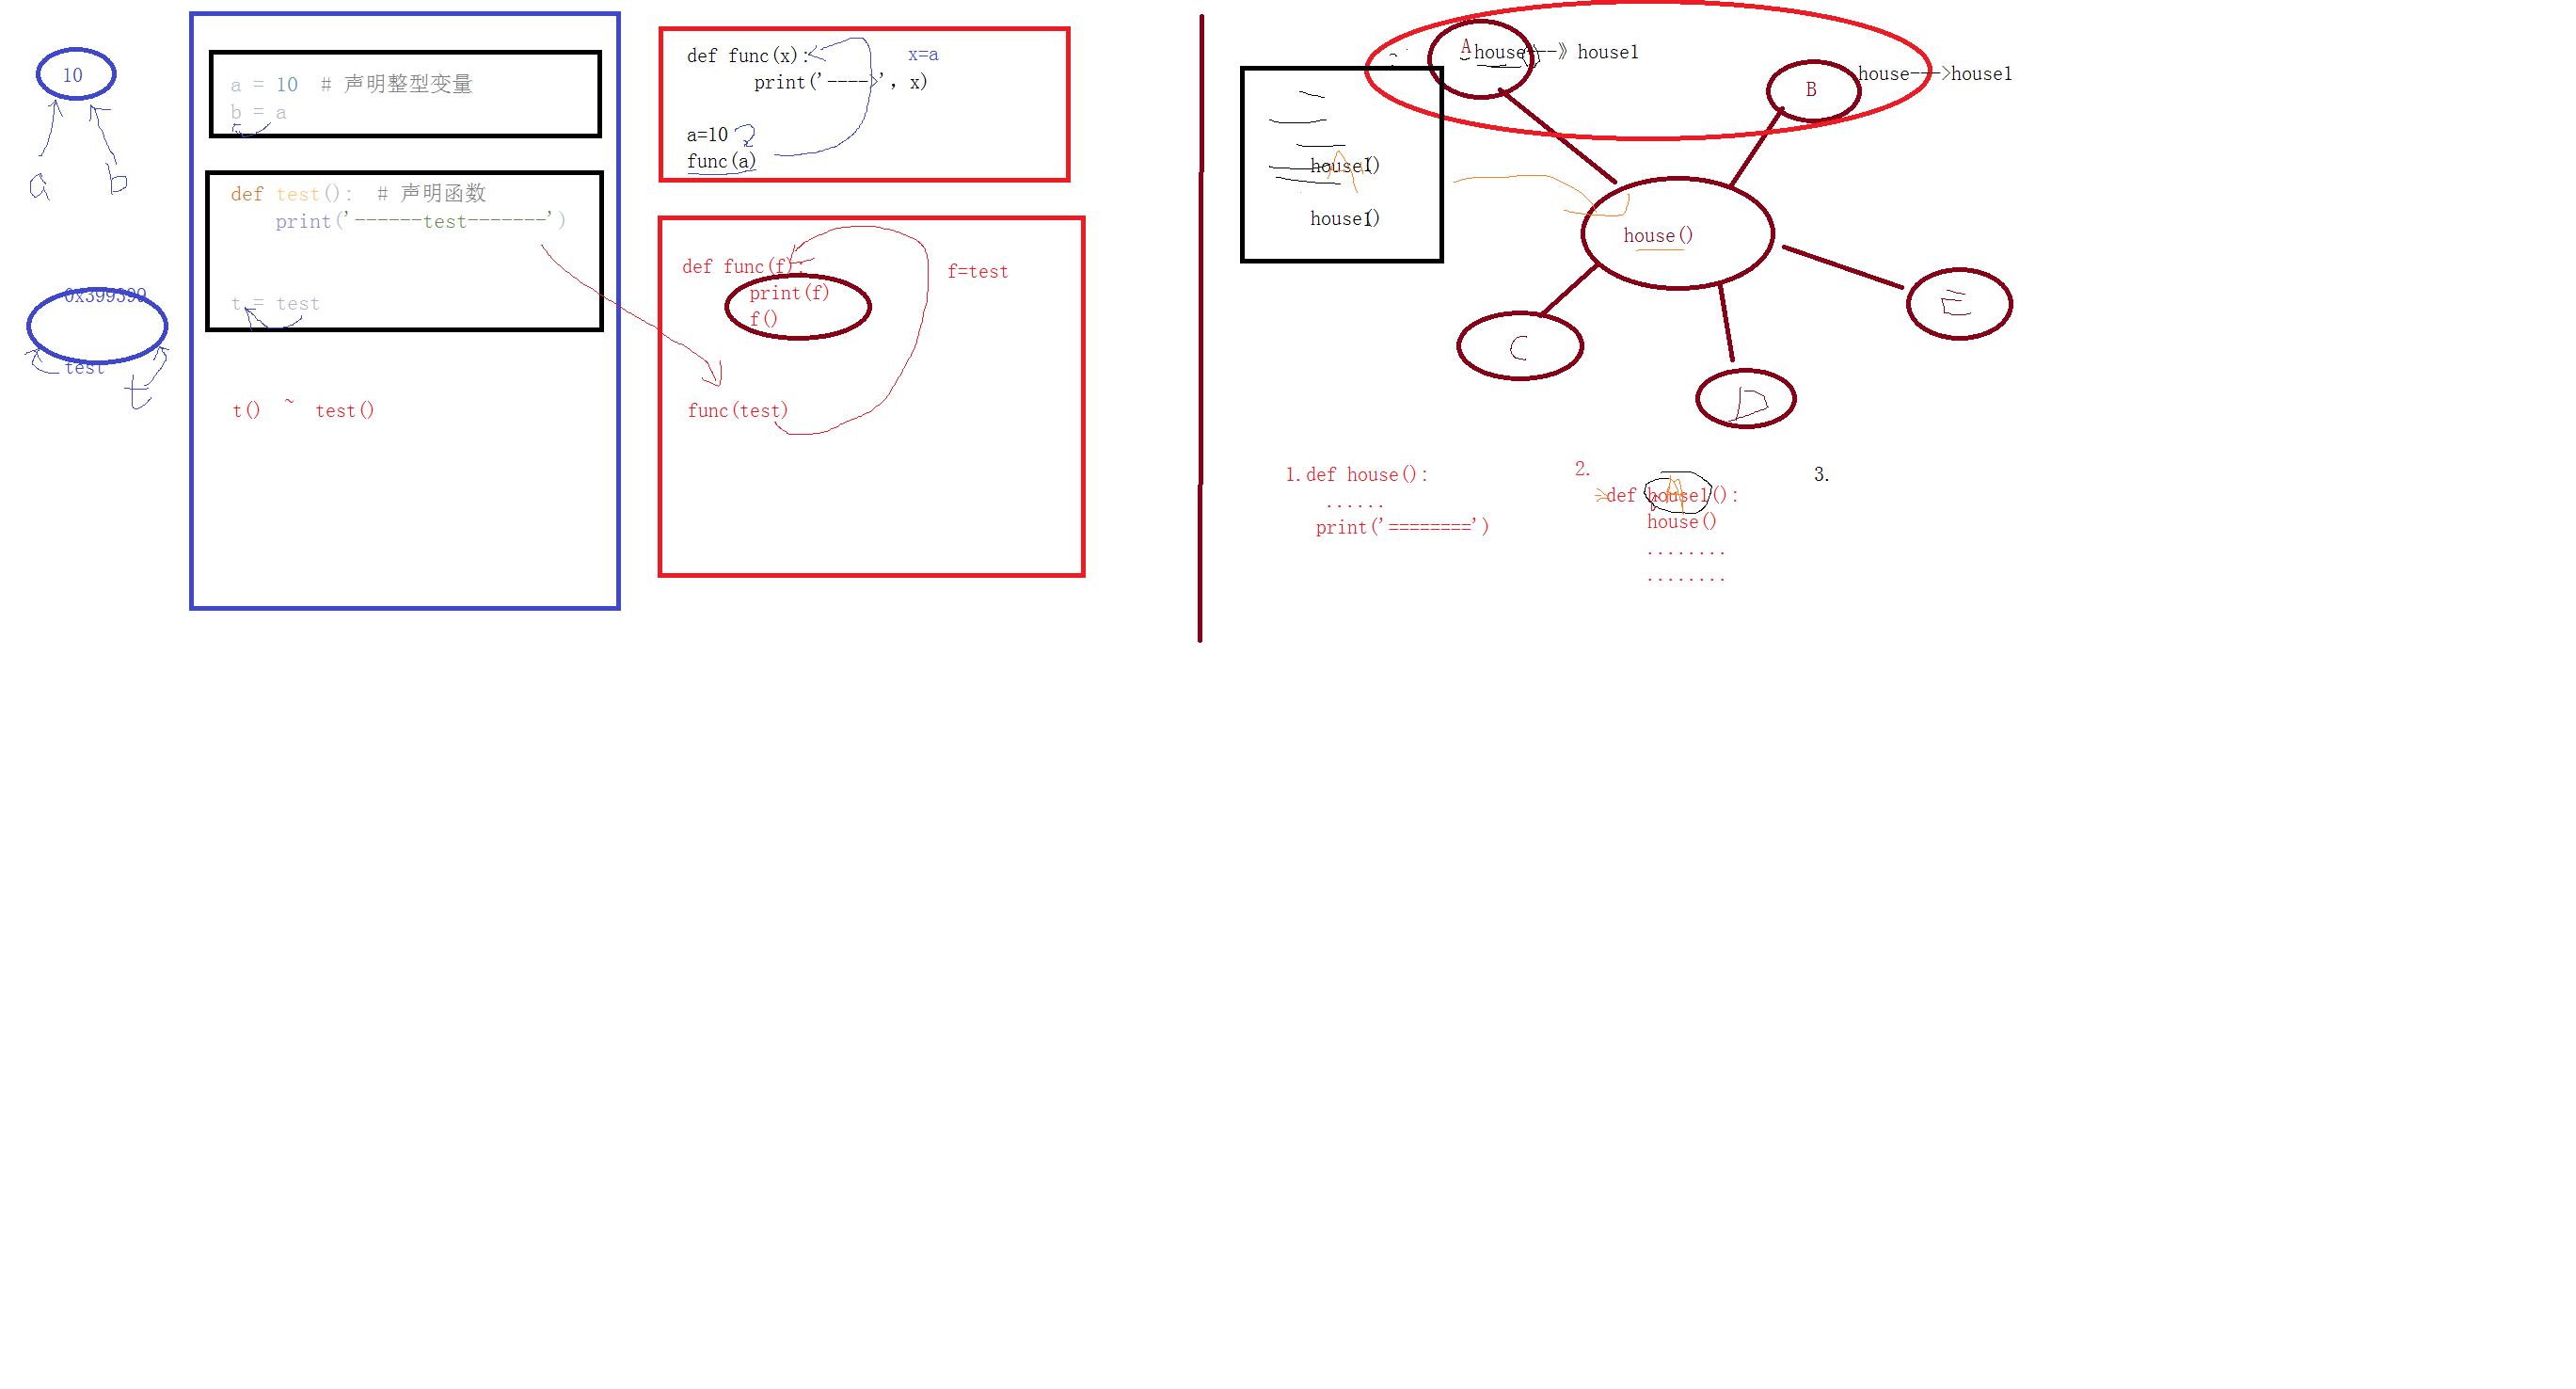 10
a b
a = 10  # 声明整型变量
b = a
def test():  # 声明函数
print('------test-------')
t = test
0x399399
test
t
t() ~ test()
def func(x):
x=a
print('---->', x)
a=10
func(a)
def func(f):
f=test
print(f)
f()
func(test)
A
house---》house1
B
house--->house1
house1()
house1()
A
house()
C
D
E
1.def house():
......
print('========')
2.
def house1():
A
house()
........
........
3.